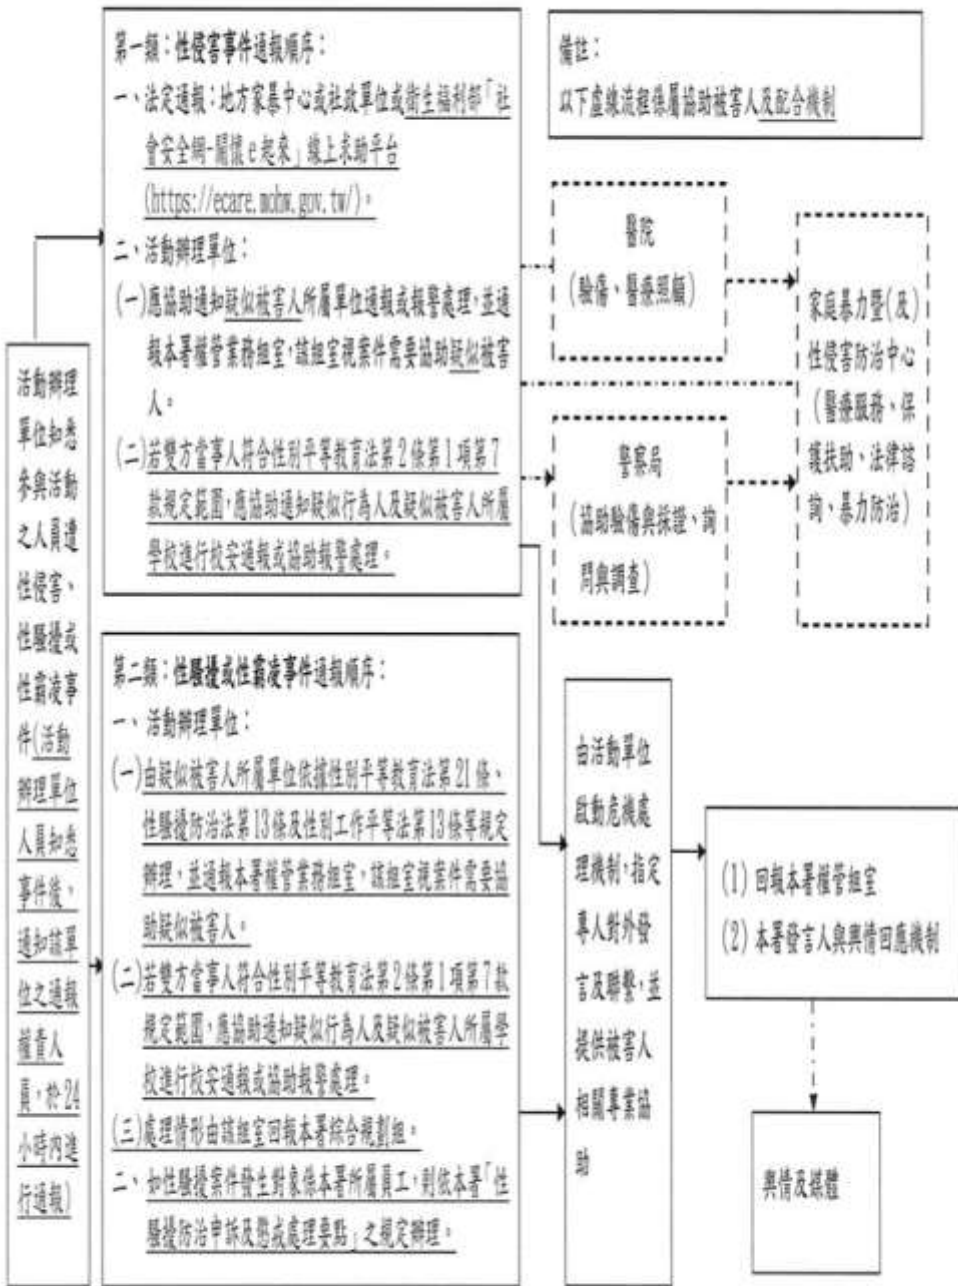 活動辦理
單位知悉
參與活動
之人員遭
性侵害、
性騷擾或
性霸凌事
件(活動
辦理單位
人員知悉
事件後，
通知該單
位之通報
權責人
員，於24
小時內進
行通報)
第一類：性侵害事件通報順序：
一、法定通報：地方家暴中心或社政單位或衛生福利部「社
會安全網-關懷e起來」線上求助平台
(https://ecare.mohw.gov.tw/)。
二、活動辦理單位：
(一)應協助通知疑似被害人所屬單位通報或報警處理，並通
報本署權管業務組室，該組室視案件需要協助疑似被害
人。
(二)若雙方當事人符合性別平等教育法第2條第1項第7
款規定範圍，應協助通知疑似行為人及疑似被害人所屬
學校進行校安通報或協助報警處理。
第二類：性騷擾或性霸凌事件通報順序：
一、活動辦理單位：
(一)由疑似被害人所屬單位依據性別平等教育法第21條、
性騷擾防治法第13條及性別工作平等法第13條等規定
辦理，並通報本署權管業務組室，該組室視案件需要協
助疑似被害人。
(二)若雙方當事人符合性別平等教育法第2條第1項第7款
規定範圍，應協助通知疑似行為人及疑似被害人所屬學
校進行校安通報或協助報警處理。
(三)處理情形由該組室回報本署綜合規劃組。
二、如性騷擾案件發生對象係本署所屬員工，則依本署「性
騷擾防治申訴及懲戒處理要點」之規定辦理。
備註：
以下虛線流程係屬協助被害人及配合機制
醫院
(驗傷、醫療照顧)
警察局
(協助驗傷與採證、詢
問與調查)
家庭暴力暨(及)
性侵害防治中心
(醫療服務、保
護扶助、法律諮
詢、暴力防治)
由活動單位
啟動危機處
理機制，指定
專人對外發
言及聯繫，並
提供被害人
相關專業協
助
(1) 回報本署權管組室
(2) 本署發言人與輿情回應機制
輿情及媒體